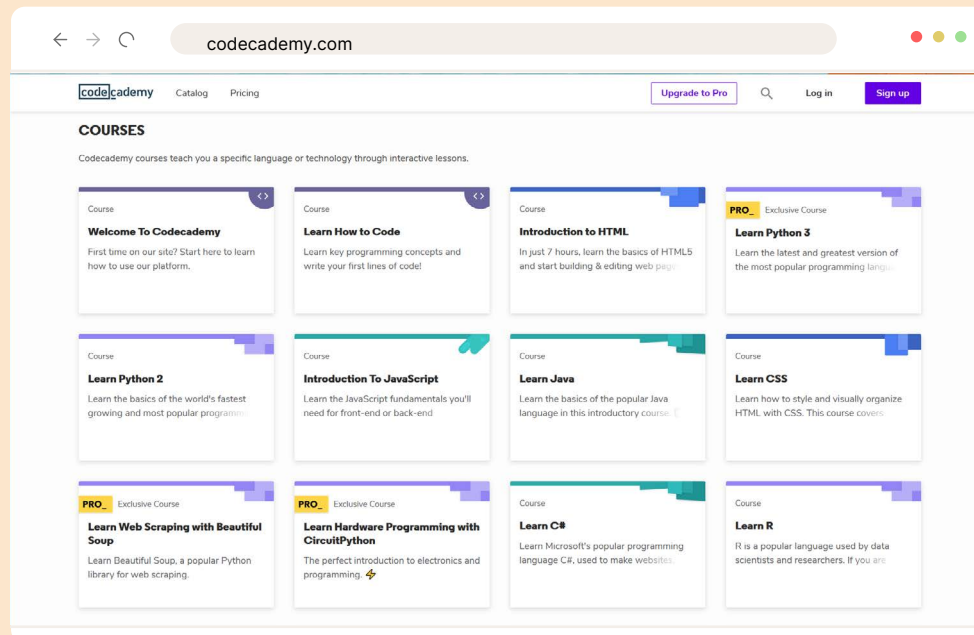 codecademy.com
codecademy
Catalog
Pricing
Upgrade to Pro
Log in
Sign up
COURSES
Codecademy courses teach you a specific language or technology through interactive lessons.
Course
Welcome To Codecademy
First time on our site? Start here to learn
how to use our platform.
Course
Learn How to Code
Learn key programming concepts and
write your first lines of code!
Course
Introduction to HTML
In just 7 hours, learn the basics of HTML5
and start building & editing web page
PRO_ Exclusive Course
Learn Python 3
Learn the latest and greatest version of
the most popular programming
Course
Learn Python 2
Learn the basics of the world's fastest
growing and most popular
Course
Introduction To JavaScript
Learn the JavaScript fundamentals you'll
need for front-end or back-end
Course
Learn Java
Learn the basics of the popular Java
language in this introductory course.
Course
Learn CSS
Learn how to style and visually organize
HTML with CSS. This course covers
PRO_ Exclusive Course
Learn Web Scraping with Beautiful
Soup
Learn Beautiful Soup, a popular Python
library for web scraping.
PRO_ Exclusive Course
Learn Hardware Programming with
CircuitPython
The perfect introduction to electronics and
programming. ⚡
Course
Learn C#
Learn Microsoft's popular programming
language C#, used to make websites,
Course
Learn R
R is a popular language used by data
scientists and researchers. If you are